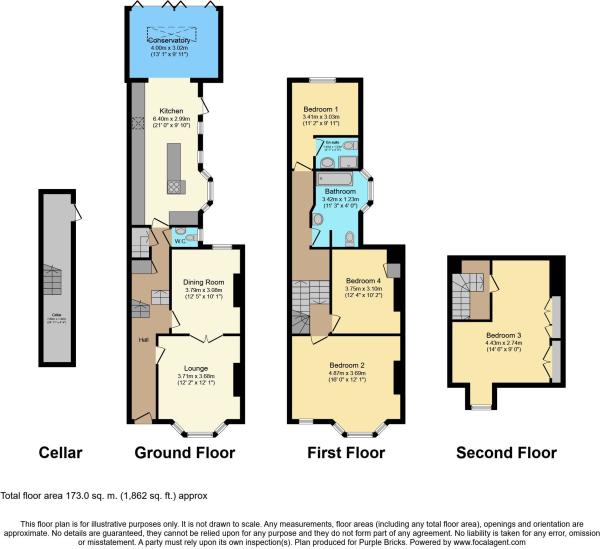 Conservatory
4.00m x 3.02m
(13' 1" x 9' 11")
Kitchen
6.40m x 2.99m
(21' 0" x 9' 10")
W.C.
Dining Room
3.79m x 3.08m
(12' 5" x 10' 1")
Hall
Lounge
3.71m x 3.68m
(12' 2" x 12' 1")
Bedroom 1
3.41m x 3.03m
(11' 2" x 9' 11")
En-suite
Bathroom
3.42m x 1.23m
(11' 3" x 4' 0")
Bedroom 4
3.75m x 3.10m
(12' 4" x 10' 2")
Bedroom 2
4.87m x 3.69m
(16' 0" x 12' 1")
Cellar
Bedroom 3
4.43m x 2.74m
(14' 6" x 9' 0")
Cellar
Ground Floor
First Floor
Second Floor
Total floor area 173.0 sq. m. (1,862 sq. ft.) approx
This floor plan is for illustrative purposes only. It is not drawn to scale. Any measurements, floor areas (including any total floor area), openings and orientation are
approximate. No details are guaranteed, they cannot be relied upon for any purpose and they do not form part of any agreement. No liability is taken for any error, omission
or misstatement. A party must rely upon its own inspection(s). Plan produced for Purple Bricks. Powered by www.focalagent.com